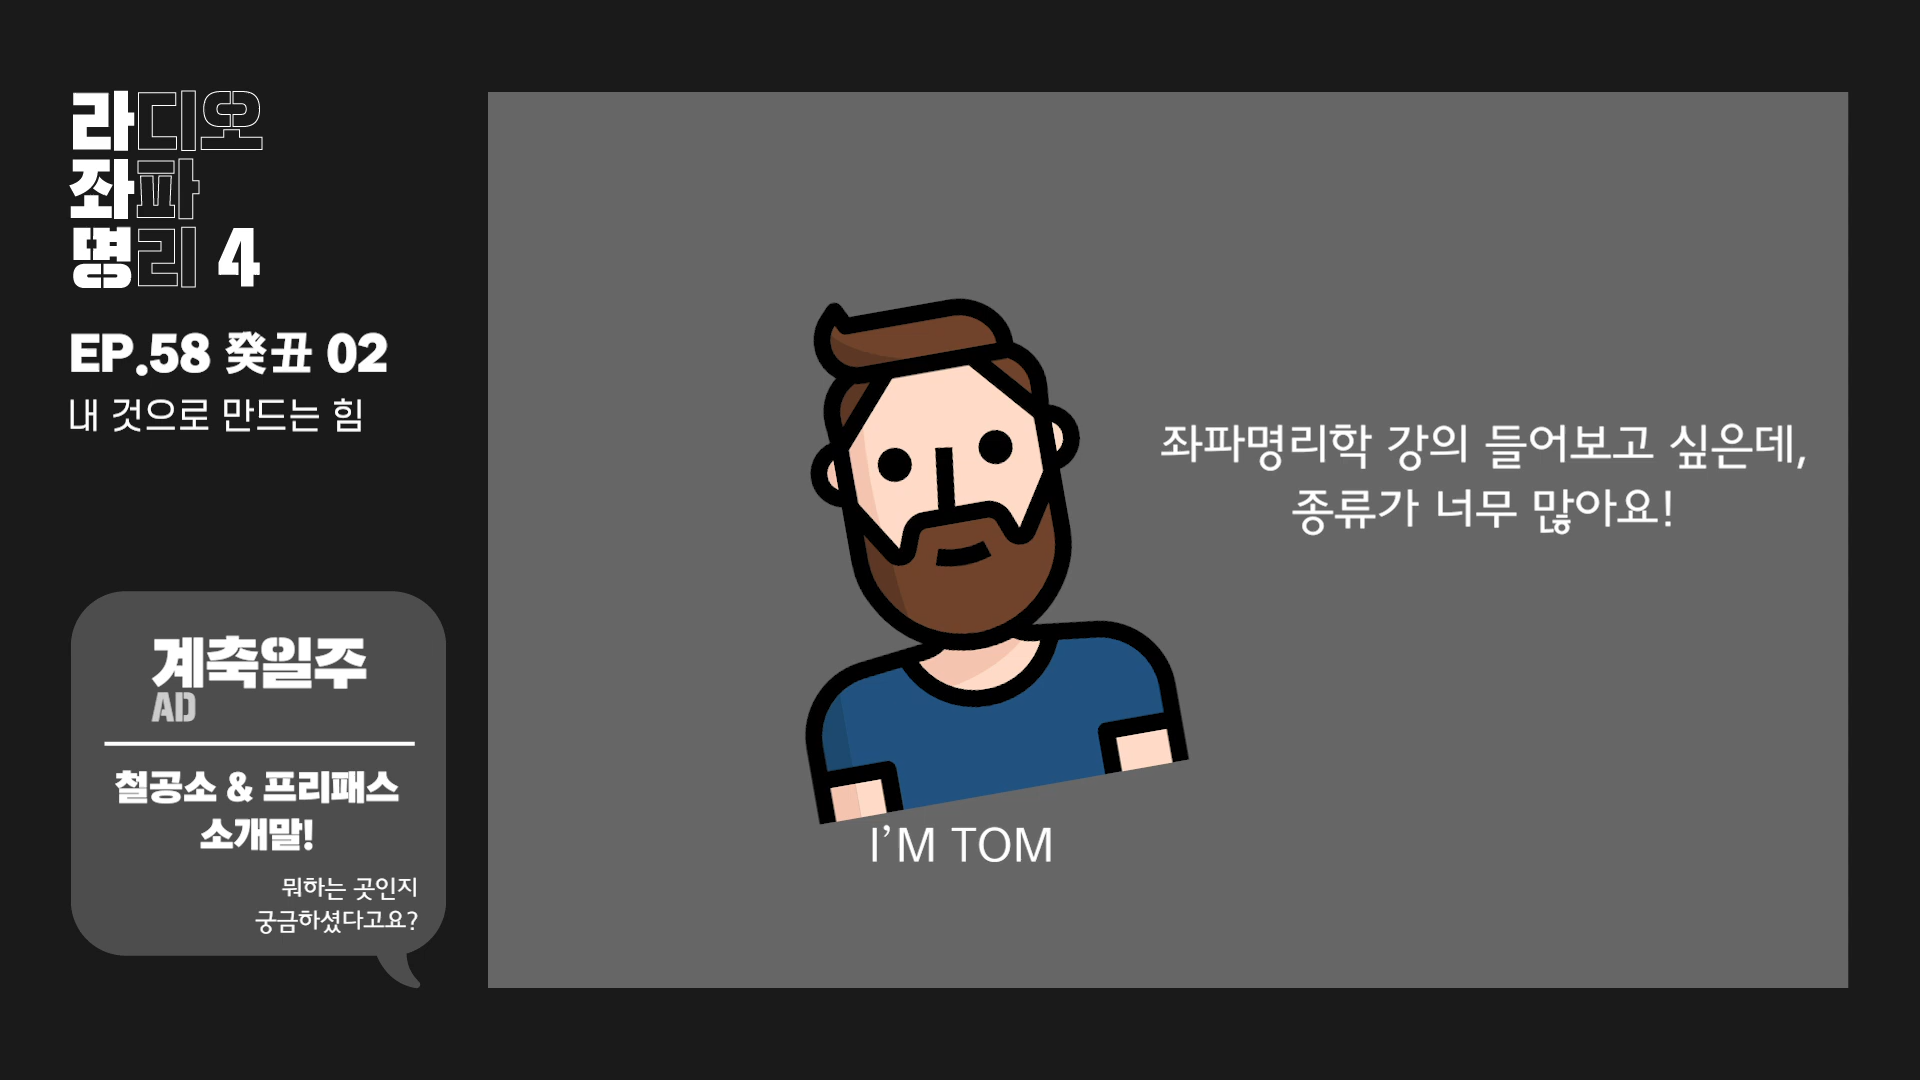 라디오
좌파
명리 4
EP.58 癸丑 02
내 것으로 만드는 힘
계축일주
AD
철공소 & 프리패스
소개말!
뭐하는 곳인지
궁금하셨다고요?
좌파명리학 강의 들어보고 싶은데,
종류가 너무 많아요!
I'M TOM